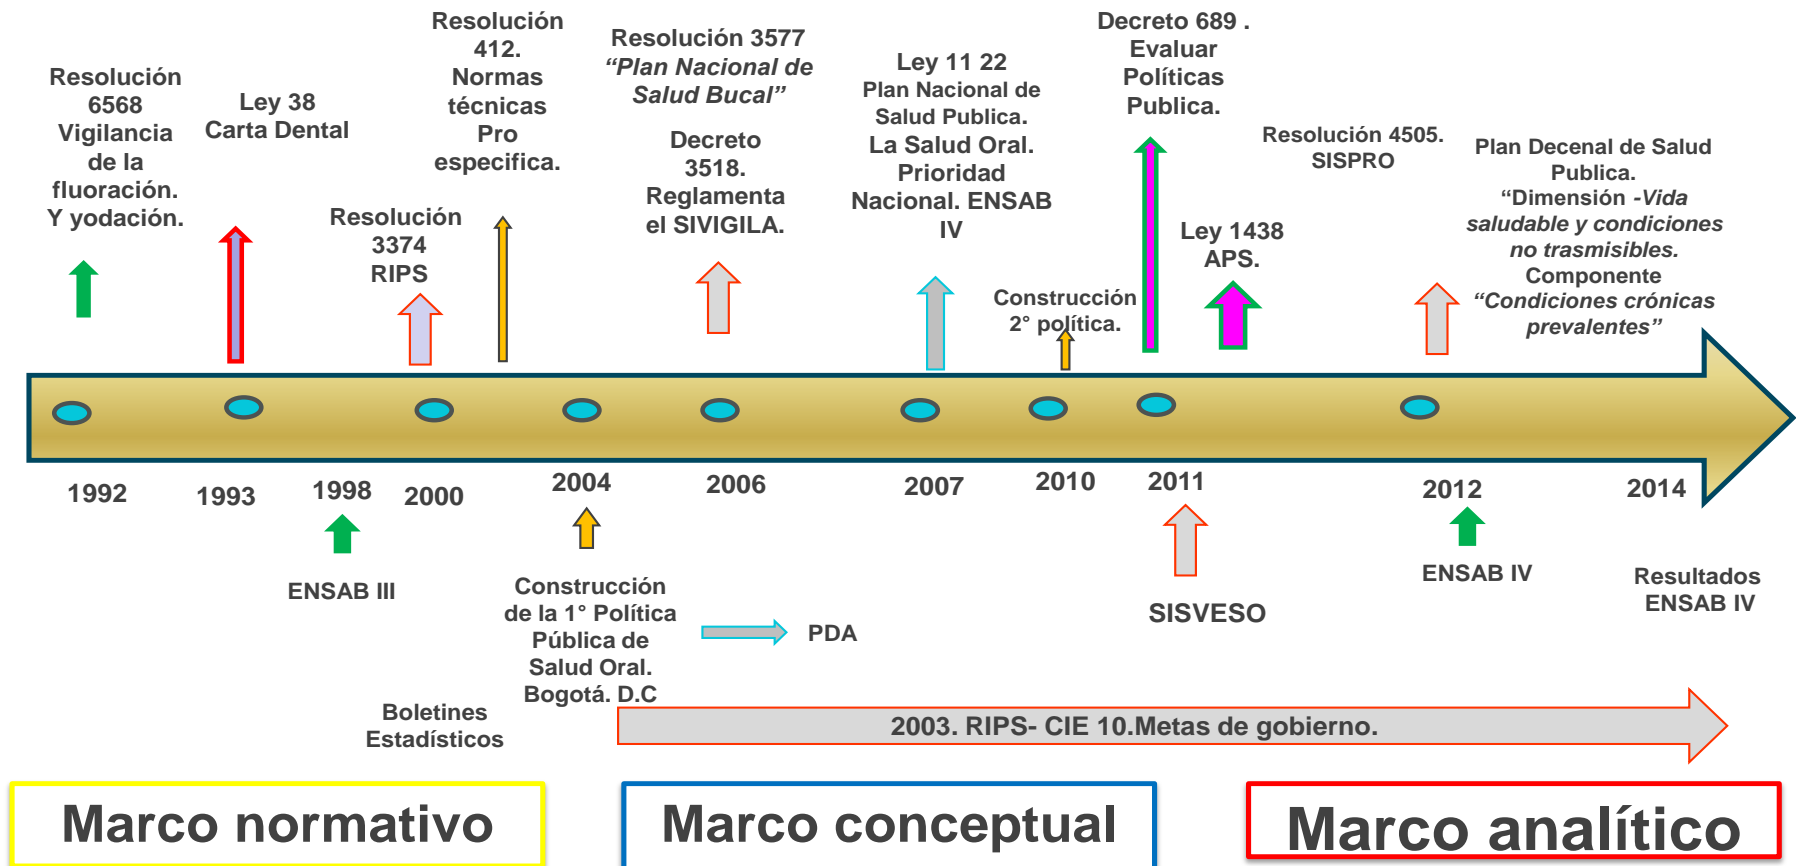 Resolución
6568
Vigilancia
de la
fluoración.
Y yodación.
Ley 38
Carta Dental
Resolución
3374
RIPS
Resolución
412.
Normas
técnicas
Pro
especifica.
Resolución 3577
“Plan Nacional de
Salud Bucal”
Decreto
3518.
Reglamenta
el SIVIGILA.
Ley 11 22
Plan Nacional de
Salud Publica.
La Salud Oral.
Prioridad
Nacional. ENSAB
IV
Construcción
2° política.
Decreto 689 .
Evaluar
Políticas
Publica.
Ley 1438
APS.
Resolución 4505.
SISPRO
Plan Decenal de Salud
Publica.
“Dimensión -Vida
saludable y condiciones
no trasmisibles.
Componente
“Condiciones crónicas
prevalentes”
1992
1993
1998
2000
2004
2006
2007
2010
2011
2012
2014
ENSAB III
Construcción
de la 1° Política
Pública de
Salud Oral.
Bogotá. D.C
PDA
SISVESO
ENSAB IV
Resultados
ENSAB IV
Boletines
Estadísticos
2003. RIPS- CIE 10.Metas de gobierno.
Marco normativo
Marco conceptual
Marco analítico